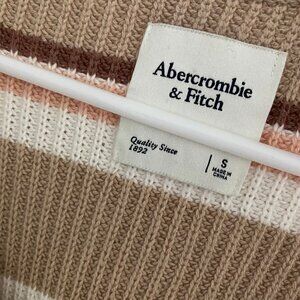 Abercrombie
& Fitch
Quality Since
1892
S
MADE IN
CHINA